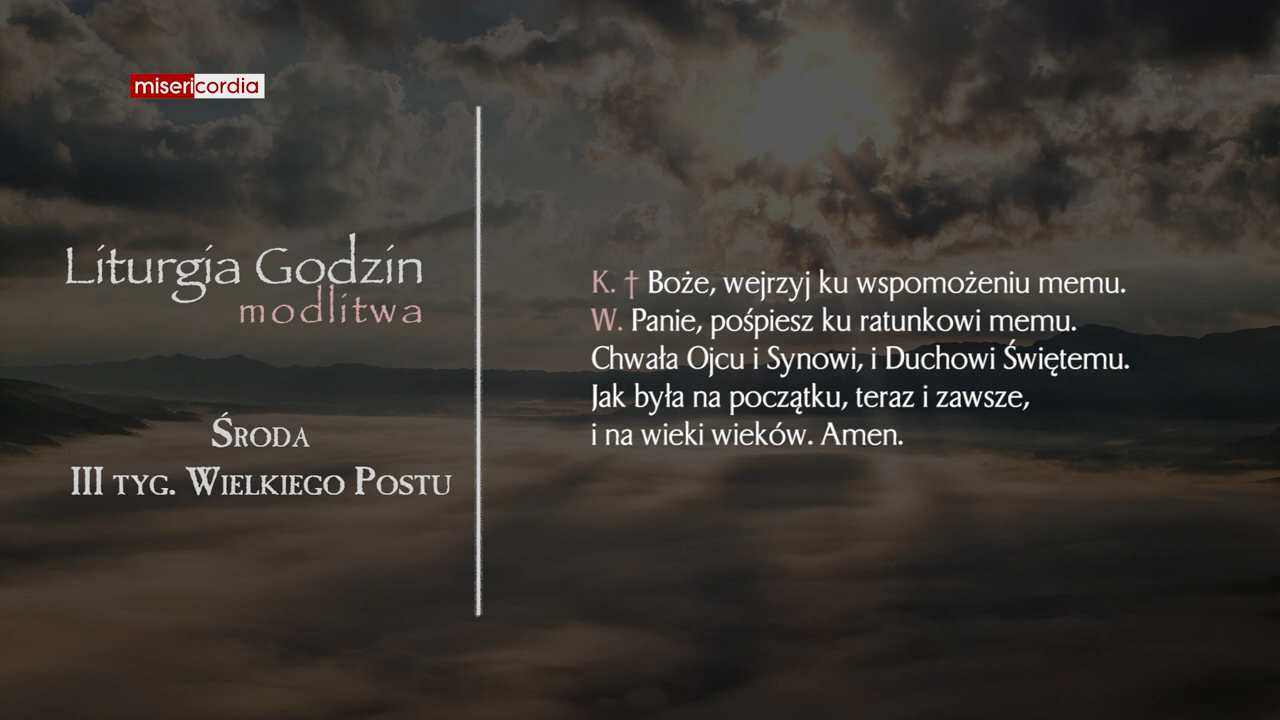 misericordia
Liturgia Godzin
modlitwa
Środa
III tyg. Wielkiego Postu
K. † Boże, wejrzyj ku wspomożeniu memu.
W. Panie, pośpiesz ku ratunkowi memu.
Chwała Ojcu i Synowi, i Duchowi Świętemu.
Jak była na początku, teraz i zawsze,
i na wieki wieków. Amen.